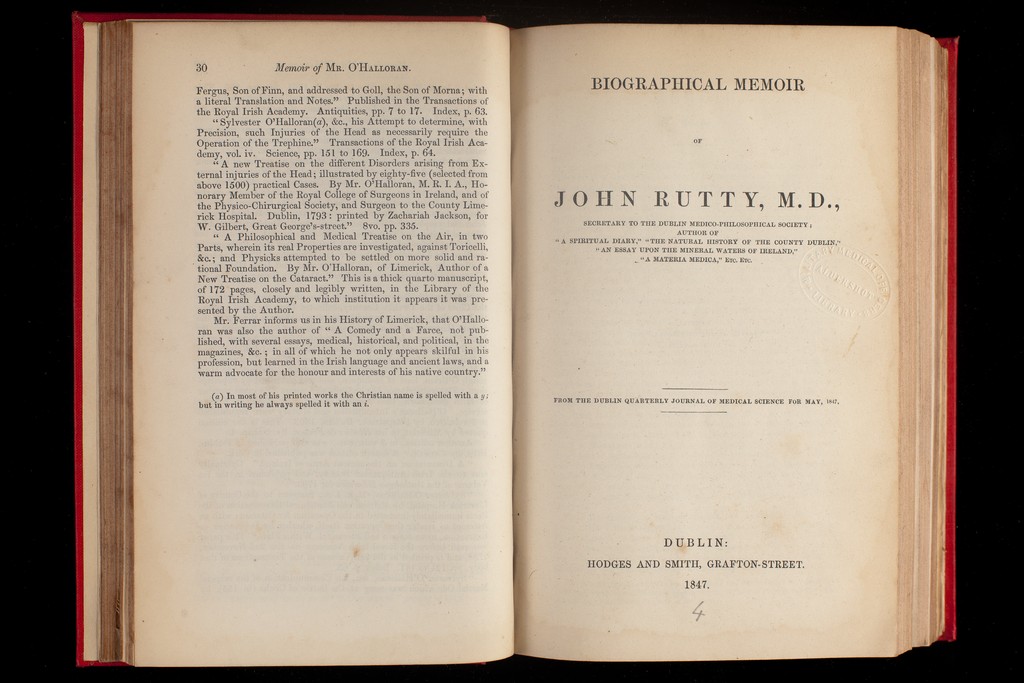 30 Memoir of MR. O'HALLORAN.
Fergus, Son of Finn, and addressed to Goll, the Son of Morna; with
a literal Translation and Notes." Published in the Transactions of
the Royal Irish Academy. Antiquities, pp. 7 to 17. Index, p. 63.
"Sylvester O'Halloran(a), &c., his Attempt to determine, with
Precision, such Injuries of the Head as necessarily require the
Operation of the Trephine." Transactions of the Royal Irish Aca-
demy, vol. iv. Science, pp. 151 to 169. Index, p. 64.
"A new Treatise on the different Disorders arising from Ex-
ternal injuries of the Head; illustrated by eighty-five (selected from
above 1500) practical Cases. By Mr. O'Halloran, M. R. I. A., Ho-
norary Member of the Royal College of Surgeons in Ireland, and of
the Physico-Chirurgical Society, and Surgeon to the County Lime-
rick Hospital. Dublin, 1793: printed by Zachariah Jackson, for
W. Gilbert, Great George's-street." 8vo. pp. 335.
"A Philosophical and Medical Treatise on the Air, in two
Parts, wherein its real Properties are investigated, against Toricelli,
&c.; and Physicks attempted to be settled on more solid and ra-
tional Foundation. By Mr. O'Halloran, of Limerick, Author of a
New Treatise on the Cataract." This is a thick quarto manuscript,
of 172 pages, closely and legibly written, in the Library of the
Royal Irish Academy, to which institution it appears it was pre-
sented by the Author.
Mr. Ferrar informs us in his History of Limerick, that O'Hallo-
ran was also the author of "A Comedy and a Farce, not pub-
lished, with several essays, medical, historical, and political, in the
magazines, &c.; in all of which he not only appears skilful in his
profession, but learned in the Irish language and ancient laws, and a
warm advocate for the honour and interests of his native country."
(a) In most of his printed works the Christian name is spelled with a y;
but in writing he always spelled it with an i.
BIOGRAPHICAL MEMOIR
OF
JOHN RUTTY, M.D.,
SECRETARY TO THE DUBLIN MEDICO-PHILOSOPHICAL SOCIETY;
AUTHOR OF
"A SPIRITUAL DIARY," "THE NATURAL HISTORY OF THE COUNTY DUBLIN,"
"AN ESSAY UPON THE MINERAL WATERS OF IRELAND,"
"A MATERIA MEDICA," ETC. ETC.
FROM THE DUBLIN QUARTERLY JOURNAL OF MEDICAL SCIENCE FOR MAY, 1847.
DUBLIN:
HODGES AND SMITH, GRAFTON-STREET.
1847.
4